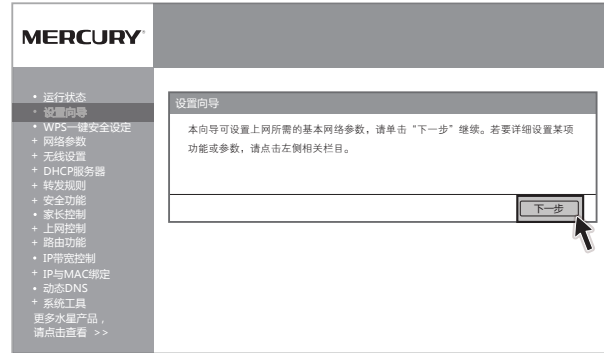 MERCURY®
• 运行状态
• 设置向导
• WPS一键安全设定
+ 网络参数
+ 无线设置
+ DHCP服务器
+ 转发规则
+ 安全功能
• 家长控制
+ 上网控制
+ 路由功能
• IP带宽控制
+ IP与MAC绑定
• 动态DNS
+ 系统工具
更多水星产品，
请点击查看 >>
设置向导
本向导可设置上网所需的基本网络参数，请单击“下一步”继续。若要详细设置某项
功能或参数，请点击左侧相关栏目。
下一步